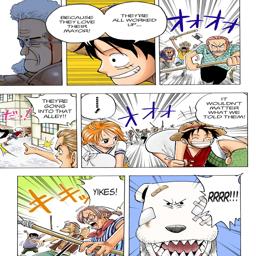 THEY'RE
ALL WORKED
UP...
BECAUSE
THEY LOVE
THEIR
MAYOR!
オオオオ
IT
WOULDN'T
MATTER
WHAT WE
TOLD THEM!
THEY'RE
GOING
INTO THAT
ALLEY!!
RRRR!!!
YIKES!